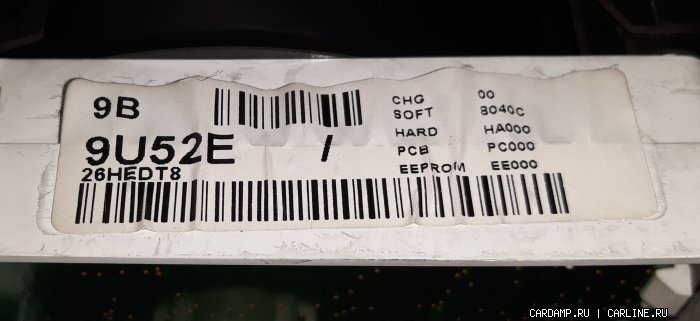 9B
9U52E /
26HEDT8
CHG 00
SOFT 8040C
HARD HA000
PCB PC000
EEPROM EE000
CARDAMP.RU | CARLINE.RU